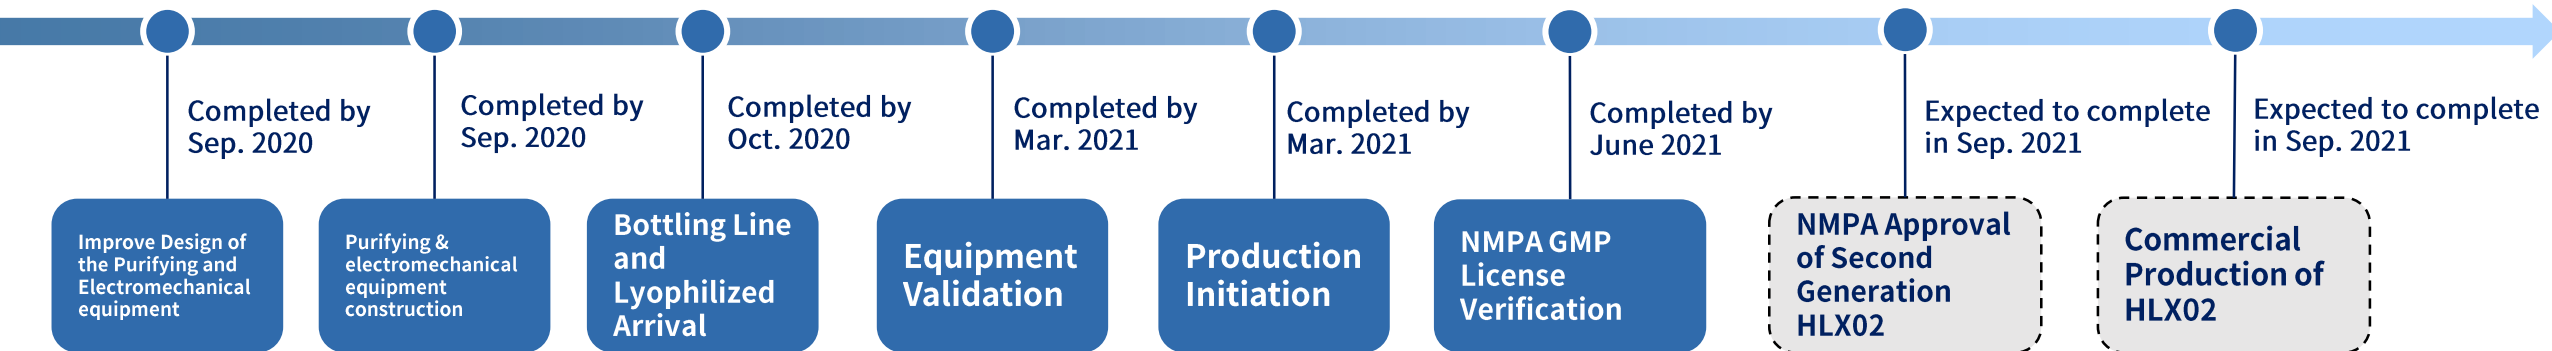 Completed by
Sep. 2020
Completed by
Sep. 2020
Completed by
Oct. 2020
Completed by
Mar. 2021
Completed by
Mar. 2021
Completed by
June 2021
Expected to complete
in Sep. 2021
Expected to complete
in Sep. 2021
Improve Design of
the Purifying and
Electromechanical
equipment
Purifying &
electromechanical
equipment
construction
Bottling Line
and
Lyophilized
Arrival
Equipment
Validation
Production
Initiation
NMPA GMP
License
Verification
NMPA Approval
of Second
Generation
HLX02
Commercial
Production of
HLX02